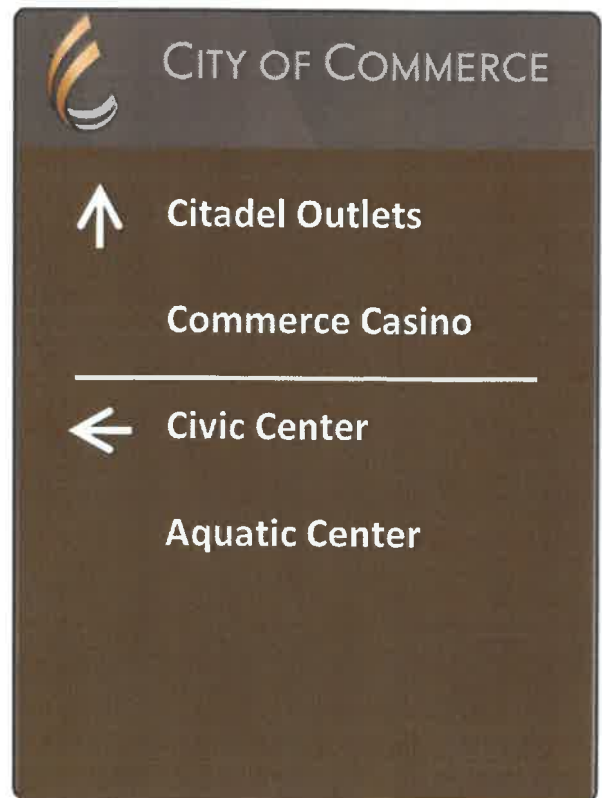 CITY OF COMMERCE
Citadel Outlets
Commerce Casino
Civic Center
Aquatic Center